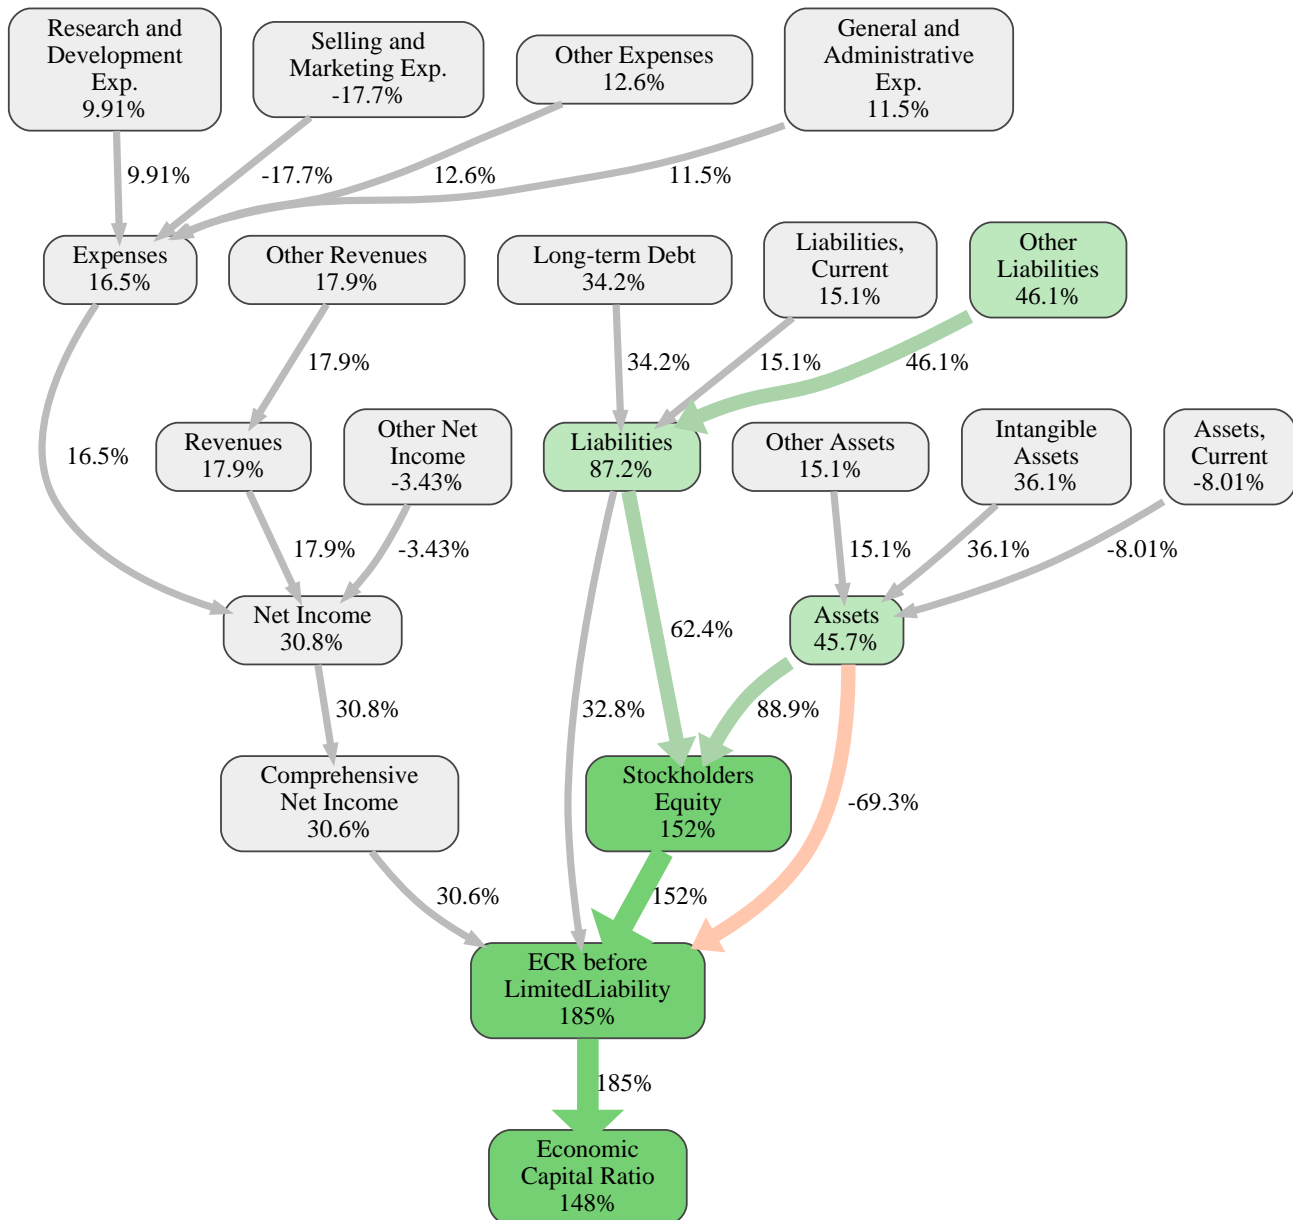 Research and
Development
Exp.
9.91%
Selling and
Marketing Exp.
-17.7%
Other Expenses
12.6%
General and
Administrative
Exp.
11.5%
9.91%
-17.7%
12.6%
11.5%
Expenses
16.5%
Other Revenues
17.9%
Long-term Debt
34.2%
Liabilities,
Current
15.1%
Other
Liabilities
46.1%
17.9%
34.2%
15.1%
46.1%
16.5%
Revenues
17.9%
Other Net
Income
-3.43%
Liabilities
87.2%
Other Assets
15.1%
Intangible
Assets
36.1%
Assets,
Current
-8.01%
17.9%
-3.43%
15.1%
36.1%
-8.01%
Net Income
30.8%
62.4%
Assets
45.7%
30.8%
32.8%
88.9%
Comprehensive
Net Income
30.6%
Stockholders
Equity
152%
-69.3%
30.6%
152%
ECR before
LimitedLiability
185%
185%
Economic
Capital Ratio
148%